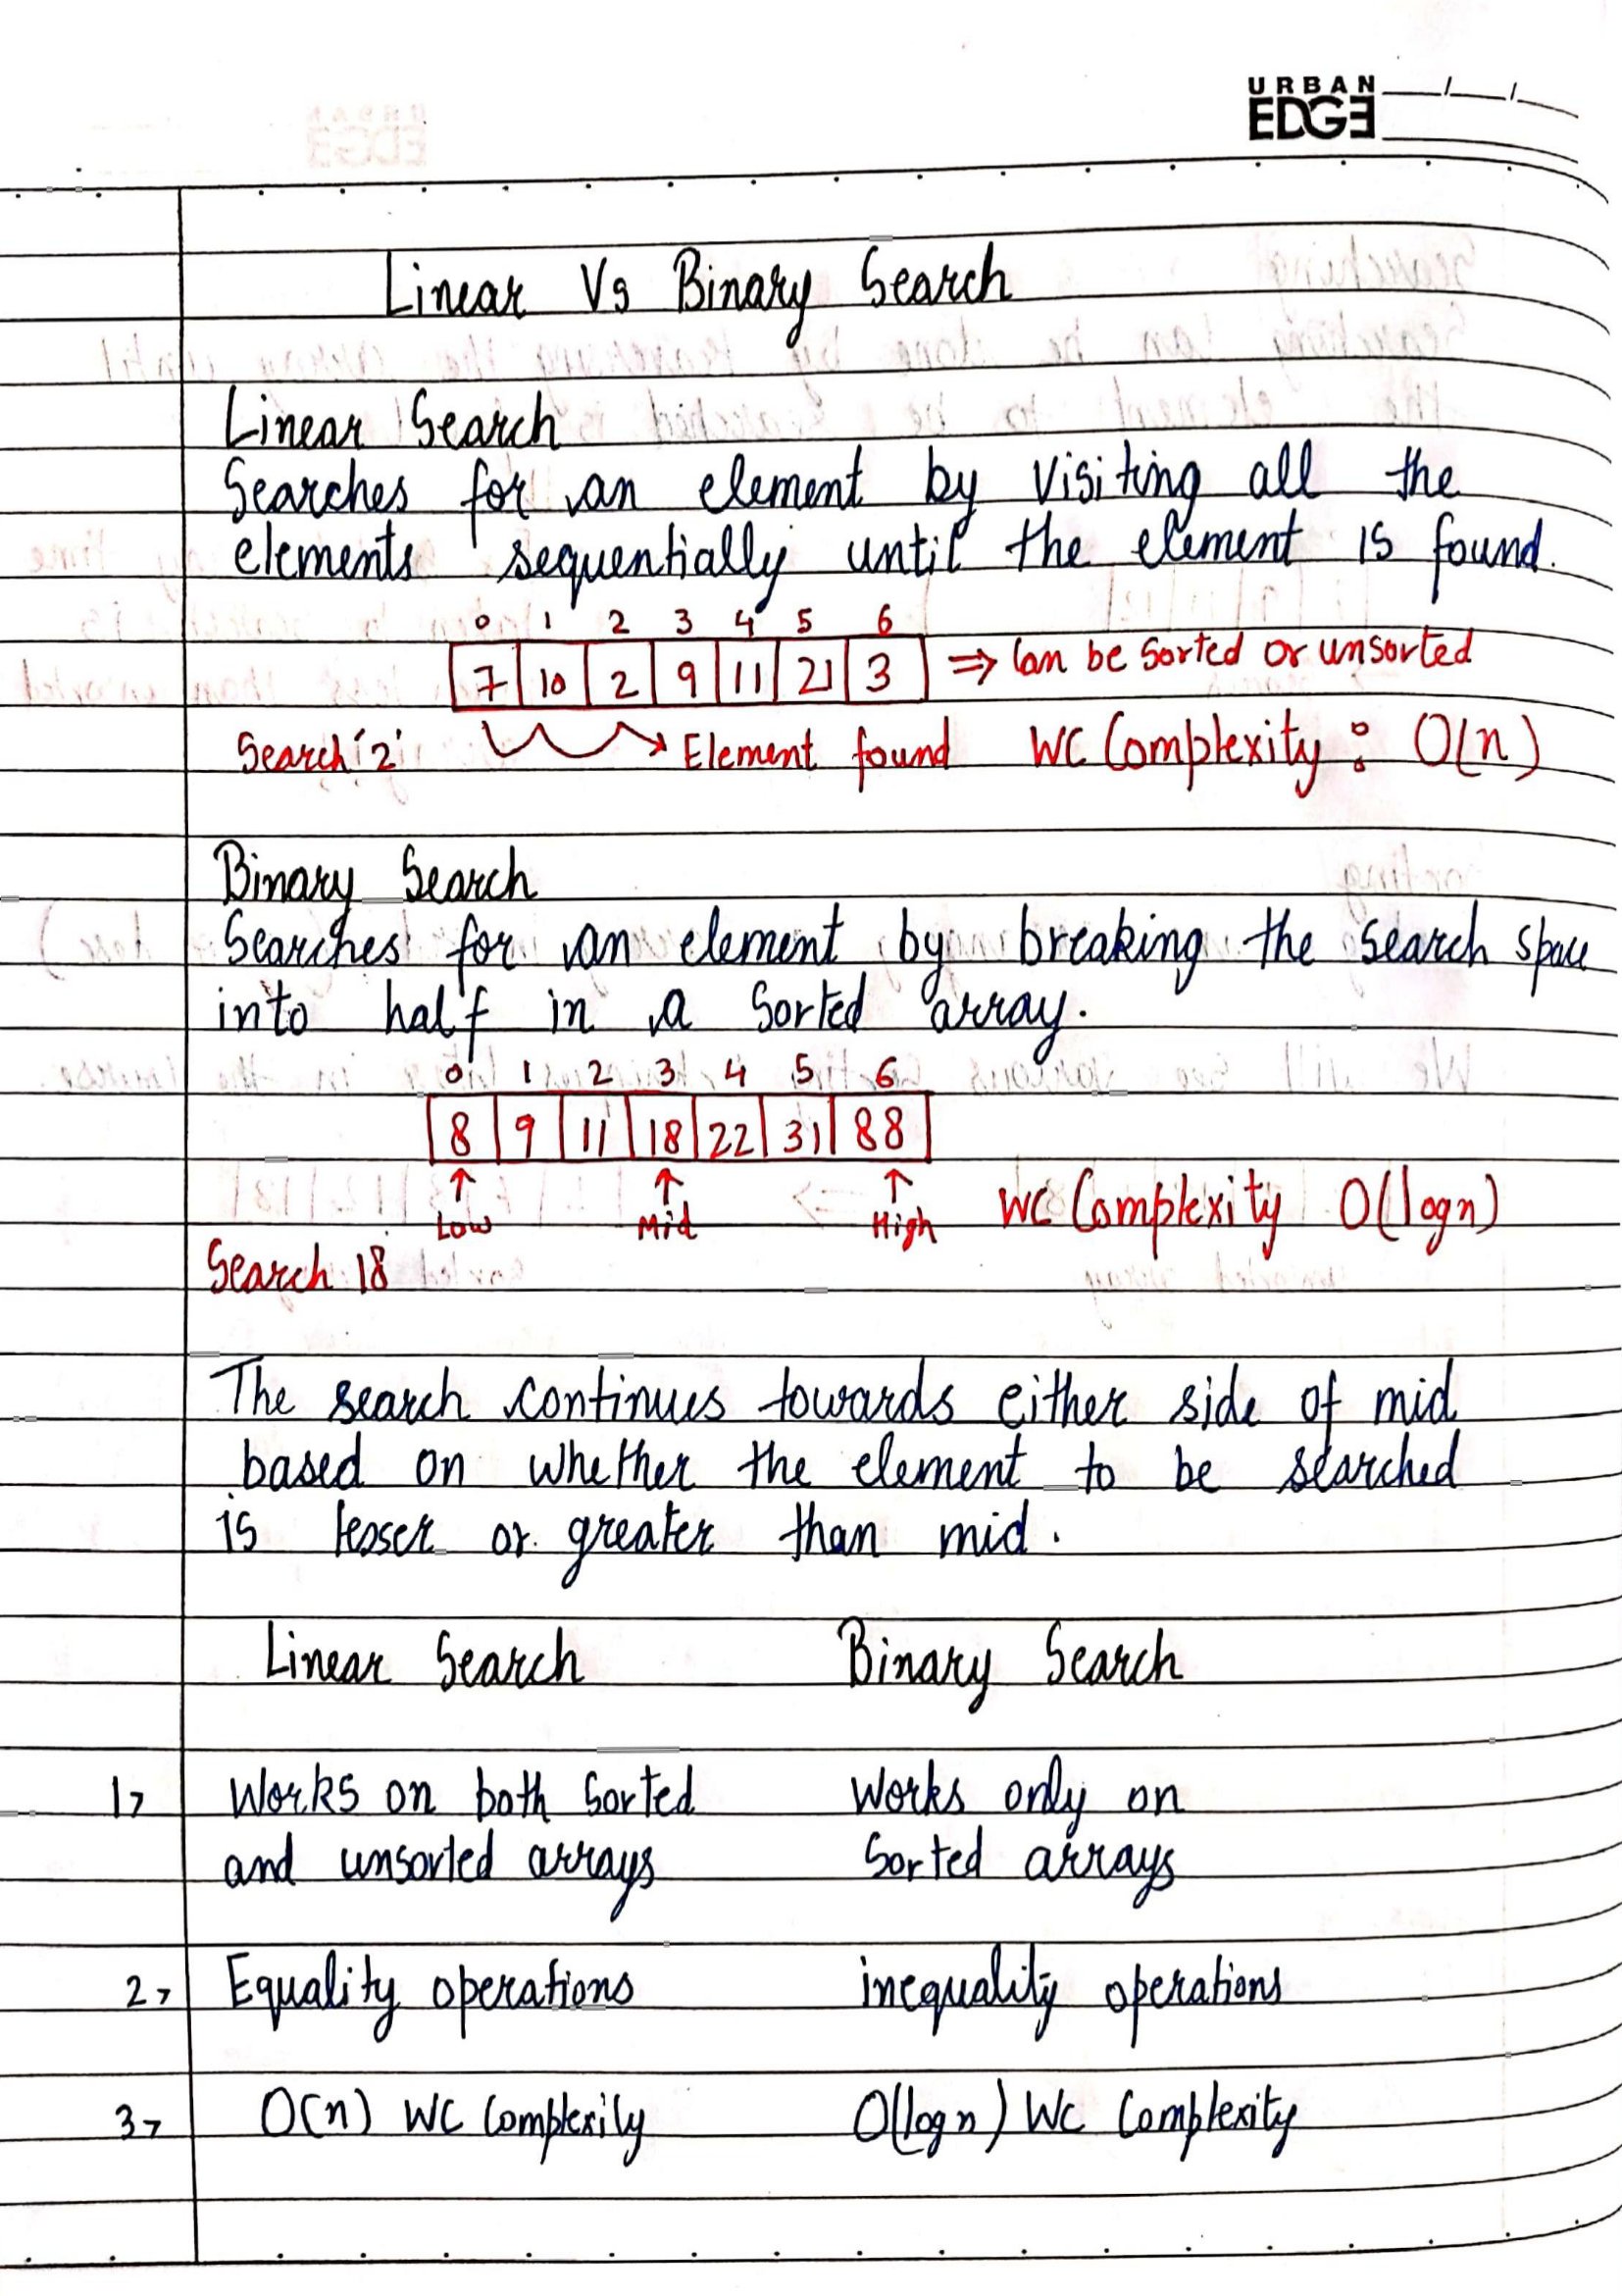 URBAN
EDGE
Linear Vs Binary Search
Linear Search
Searches for an element by visiting all the
elements sequentially until the element is found.
0 1 2 3 4 5 6
7 10 2 9 11 21 3 ⇒ Can be Sorted or unsorted
Search '2' Element found WC Complexity : O(n)
Binary Search
Searches for an element by breaking the search space
into half in a sorted array.
0 1 2 3 4 5 6
8 9 11 18 22 31 88
↑ ↑ ↑
Low Mid High WC Complexity O(logn)
Search 18
The search continues towards either side of mid
based on whether the element to be searched
is lesser or greater than mid.
Linear Search Binary Search
1> Works on both Sorted Works only on
and unsorted arrays Sorted arrays
2> Equality operations inequality operations
3> O(n) WC Complexity O(logn) WC Complexity